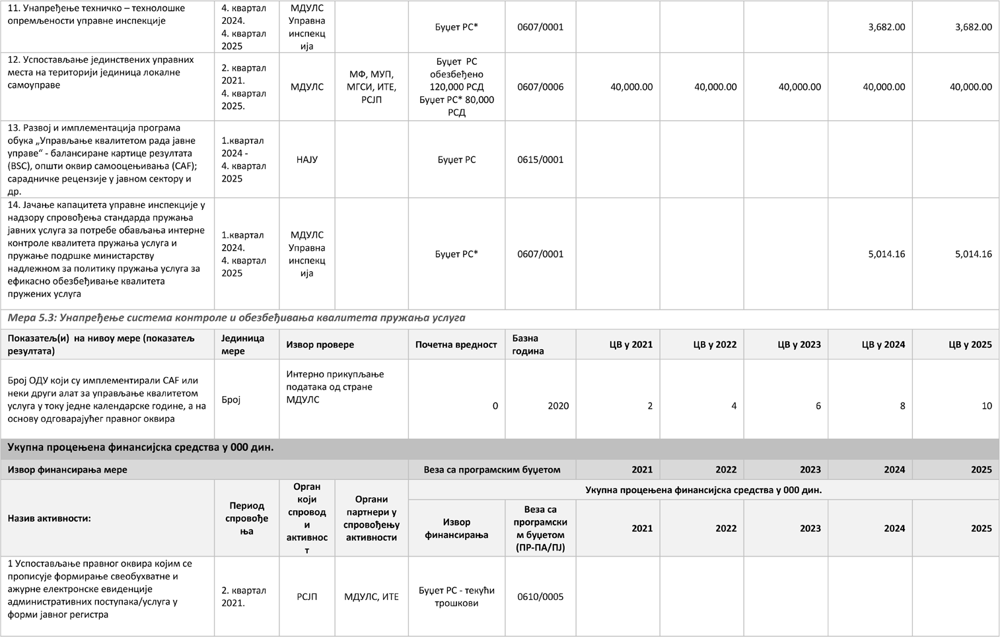 11. Унапређење техничко – технолошке
опремљености управне инспекције
4. квартал
2024.
4. квартал
2025
МДУЛС
Управна
инспекц
ија
Буџет РС*
0607/0001
3,682.00
3,682.00
12. Успостављање јединствених управних
места на територији јединица локалне
самоуправе
2. квартал
2021.
4. квартал
2025.
МДУЛС
МФ, МУП,
МГСИ, ИТЕ,
РСЈП
Буџет РС
обезбеђено
120,000 РСД
Буџет РС* 80,000
РСД
0607/0006
40,000.00
40,000.00
40,000.00
40,000.00
40,000.00
13. Развој и имплементација програма
обука „Управљање квалитетом рада јавне
управе“ - балансиране картице резултата
(BSC), општи оквир самооцењивања (CAF);
сарадничке рецензије у јавном сектору и
др.
1.квартал
2024 -
4. квартал
2025
НАЈУ
Буџет РС
0615/0001
14. Јачање капацитета управне инспекције у
надзору спровођења стандарда пружања
јавних услуга за потребе обављања интерне
контроле квалитета пружања услуга и
пружање подршке министарству
надлежном за политику пружања услуга за
ефикасно обезбеђивање квалитета
пружених услуга
1.квартал
2024.
4. квартал
2025
МДУЛС
Управна
инспекц
ија
Буџет РС*
0607/0001
5,014.16
5,014.16
Мера 5.3: Унапређење система контроле и обезбеђивања квалитета пружања услуга
Показатељ(и) на нивоу мере (показатељ
резултата)
Јединица
мере
Извор провере
Почетна вредност
Базна
година
ЦВ у 2021
ЦВ у 2022
ЦВ у 2023
ЦВ у 2024
ЦВ у 2025
Број ОДУ који су имплементирали CAF или
неки други алат за управљање квалитетом
услуга у току једне календарске године, а на
основу одговарајућег правног оквира
Број
Интерно прикупљање
података од стране
МДУЛС
0
2020
2
4
6
8
10
Укупна процењена финансијска средства у 000 дин.
Извор финансирања мере
Веза са програмским буџетом
2021
2022
2023
2024
2025
Назив активности:
Период
спровође
ња
Орган
који
спровод
и
активнос
т
Органи
партнери у
спровођењу
активности
Укупна процењена финансијска средства у 000 дин.
Извор
финансирања
Веза са
програмски
м буџетом
(ПР-ПА/ПЈ)
2021
2022
2023
2024
2025
1 Успостављање правног оквира којим се
прописује формирање свеобухватне и
ажурне електронске евиденције
административних поступака/услуга у
форми јавног регистра
2. квартал
2021.
РСЈП
МДУЛС, ИТЕ
Буџет РС - текући
трошкови
0610/0005